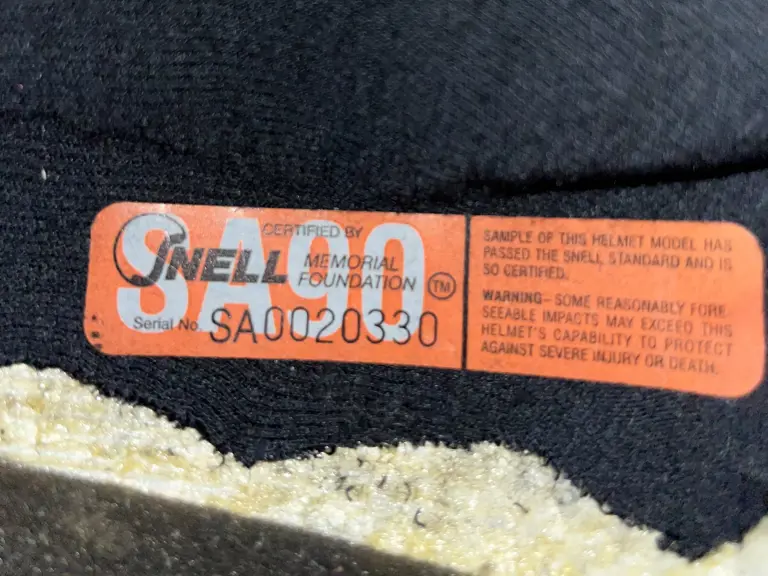 SA90
CERTIFIED BY
SNELL MEMORIAL
FOUNDATION TM
Serial No. SA0020330
SAMPLE OF THIS HELMET MODEL HAS
PASSED THE SNELL STANDARD AND IS
SO CERTIFIED.
WARNING– SOME REASONABLY FORE
SEEABLE IMPACTS MAY EXCEED THIS
HELMET'S CAPABILITY TO PROTECT
AGAINST SEVERE INJURY OR DEATH.